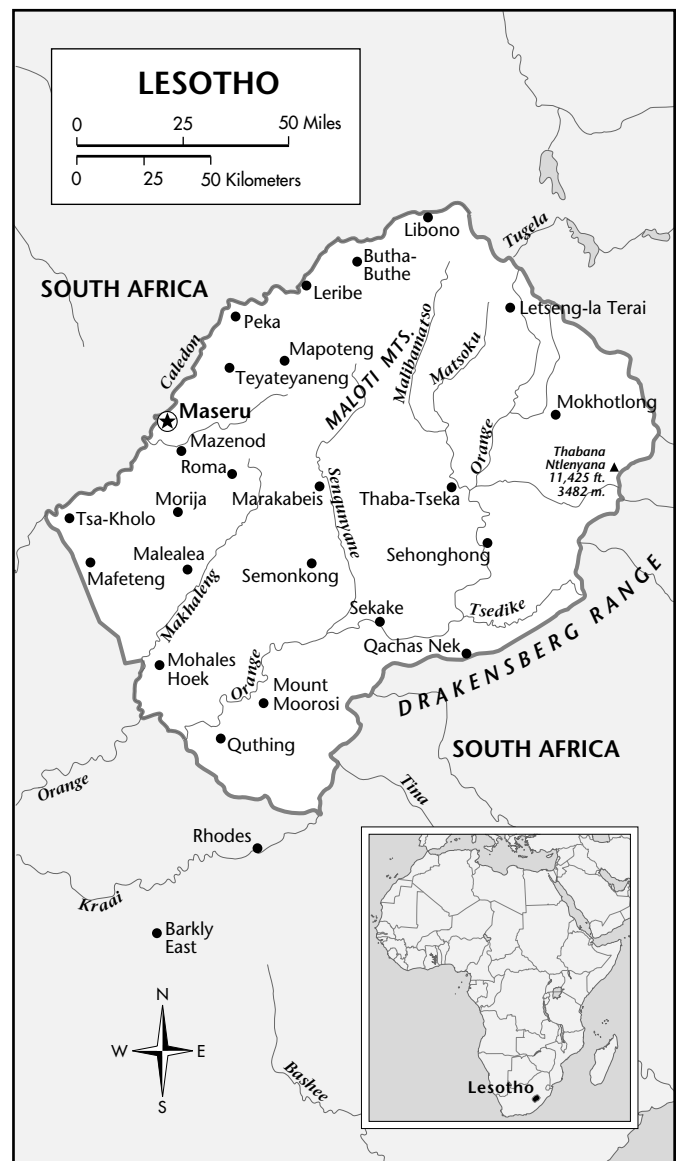 LESOTHO
0 25 50 Miles
0 25 50 Kilometers
Libono
Tugela
Butha-
Buthe
SOUTH AFRICA
Leribe
Letseng-la Terai
Peka
Caledon
Mapoteng
MALOTI MTS.
Malibamatso
Matsoku
Teyateyaneng
Maseru
Mokhotlong
Mazenod
Orange
Thabana
Ntlenyana
11,425 ft.
3482 m.
Roma
Marakabeis
Senqunyane
Thaba-Tseka
Morija
Tsa-Kholo
Malealea
Mafeteng
Semonkong
Sehonghong
Makhaleng
Sekake
Tsedike
DRAKENSBERG RANGE
Qachas Nek
Mohales
Hoek
Orange
Mount
Moorosi
Quthing
SOUTH AFRICA
Orange
Tina
Rhodes
Kraai
Barkly
East
N
W E
S
Bashee
Lesotho